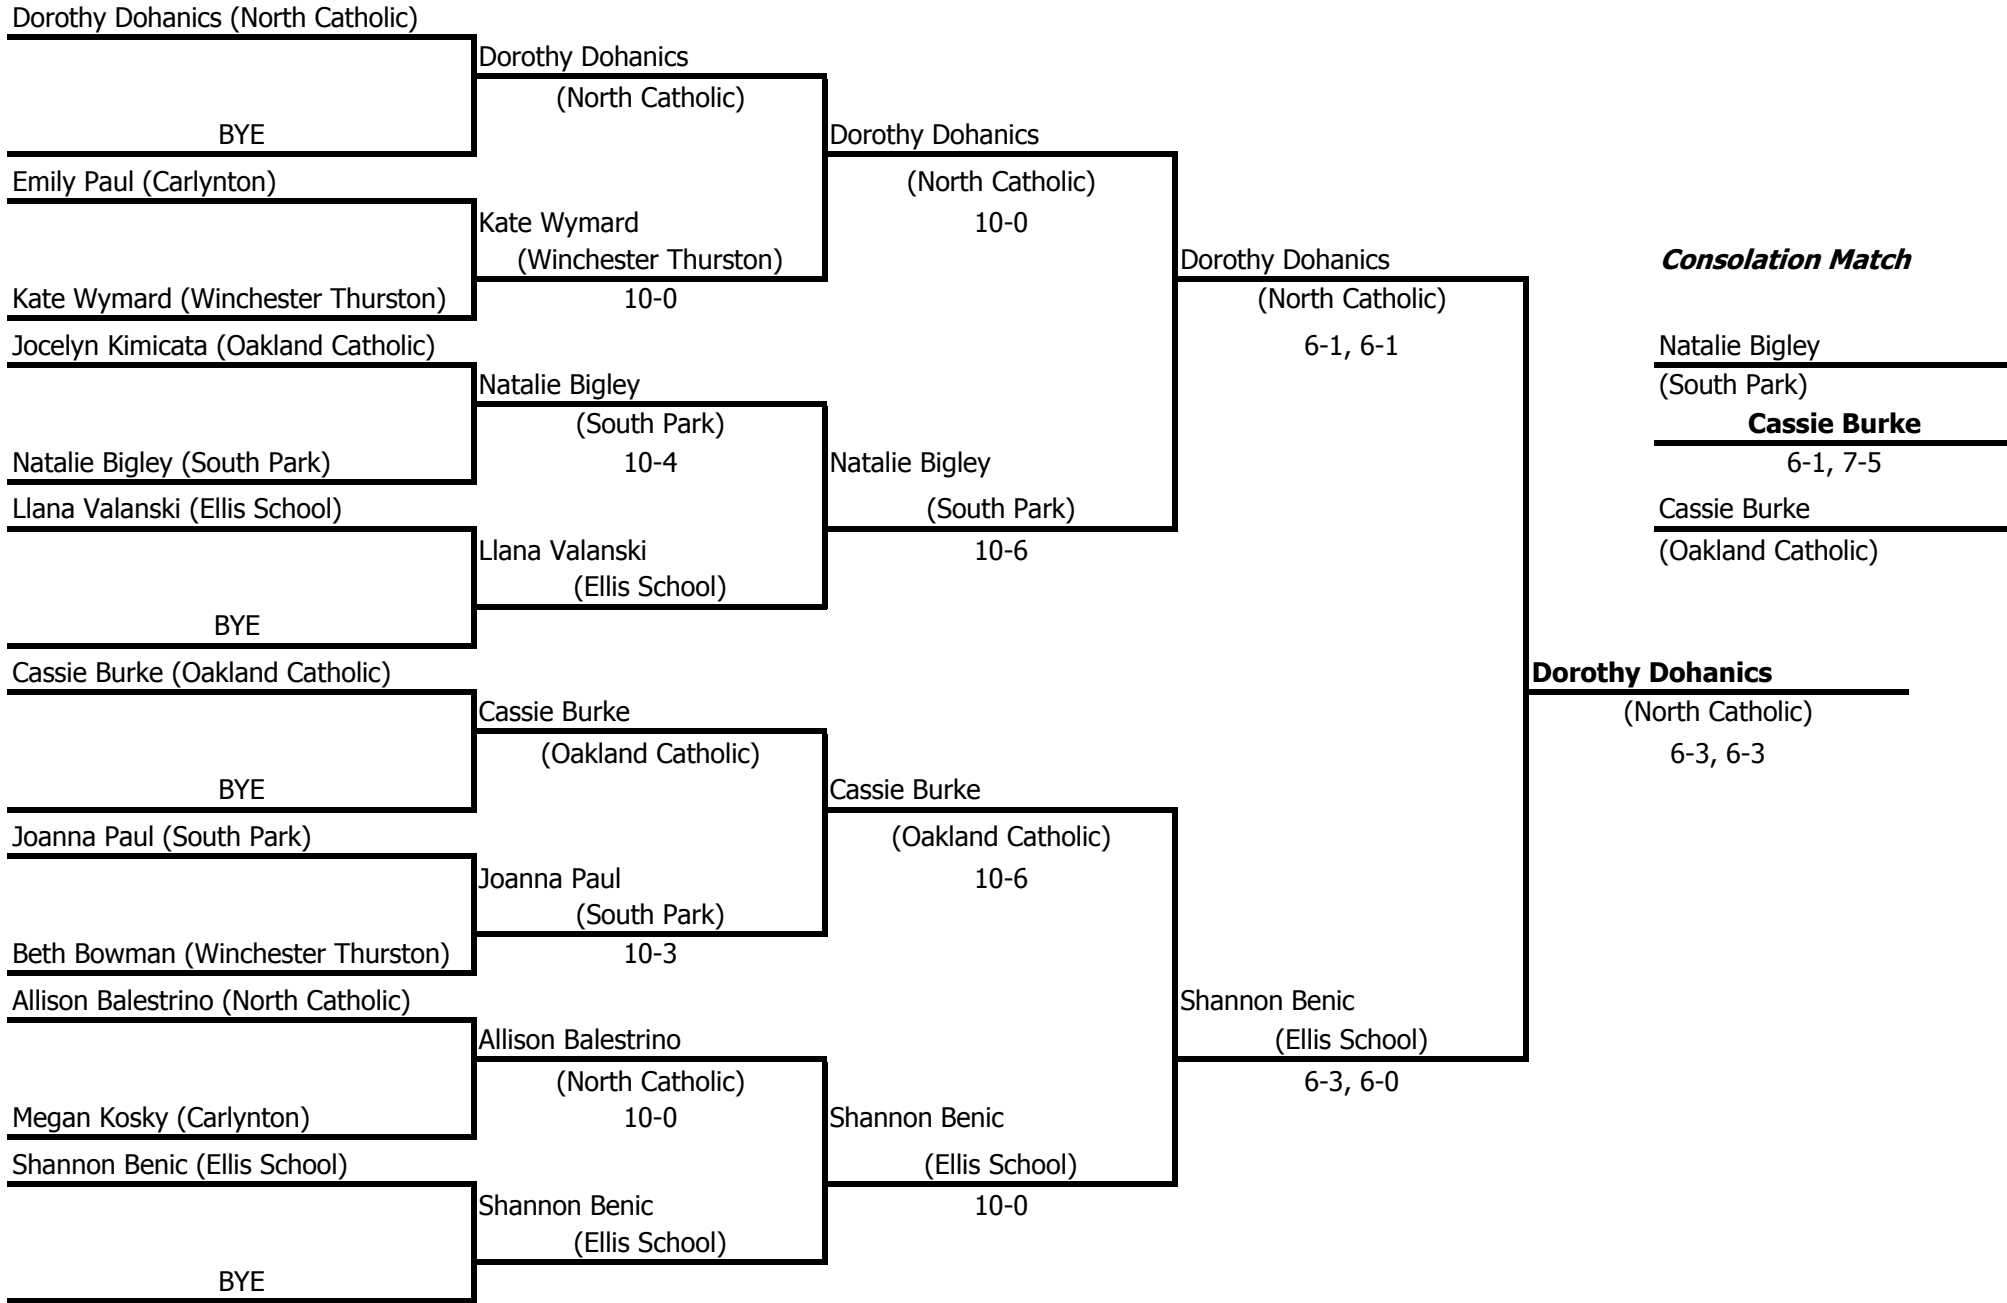 Dorothy Dohanics (North Catholic)
BYE
Emily Paul (Carlynton)
Kate Wymard (Winchester Thurston)
Jocelyn Kimicata (Oakland Catholic)
Natalie Bigley (South Park)
Llana Valanski (Ellis School)
BYE
Cassie Burke (Oakland Catholic)
BYE
Joanna Paul (South Park)
Beth Bowman (Winchester Thurston)
Allison Balestrino (North Catholic)
Megan Kosky (Carlynton)
Shannon Benic (Ellis School)
BYE
Dorothy Dohanics
(North Catholic)
Kate Wymard
(Winchester Thurston)
10-0
Natalie Bigley
(South Park)
10-4
Llana Valanski
(Ellis School)
Cassie Burke
(Oakland Catholic)
Joanna Paul
(South Park)
10-3
Allison Balestrino
(North Catholic)
10-0
Shannon Benic
(Ellis School)
Dorothy Dohanics
(North Catholic)
10-0
Natalie Bigley
(South Park)
10-6
Cassie Burke
(Oakland Catholic)
10-6
Shannon Benic
(Ellis School)
10-0
Dorothy Dohanics
(North Catholic)
6-1, 6-1
Shannon Benic
(Ellis School)
6-3, 6-0
Dorothy Dohanics
(North Catholic)
6-3, 6-3
Consolation Match
Natalie Bigley
(South Park)
Cassie Burke
6-1, 7-5
Cassie Burke
(Oakland Catholic)